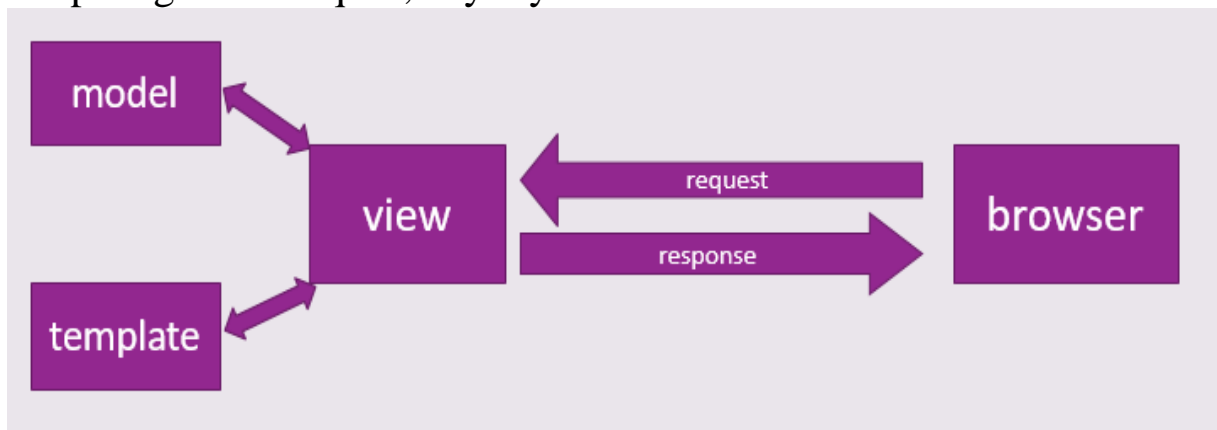 model
view
request
response
browser
template